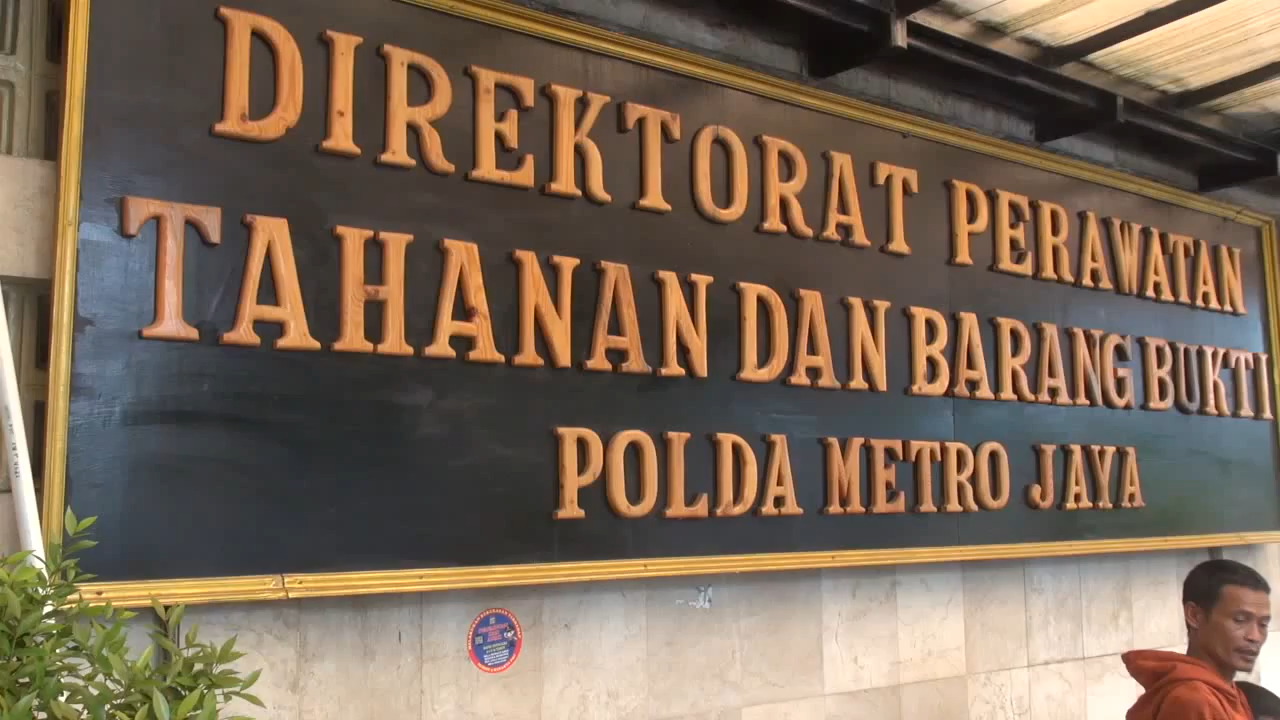 DIREKTORAT PERAWATAN
TAHANAN DAN BARANG BUKTI
POLDA METRO JAYA